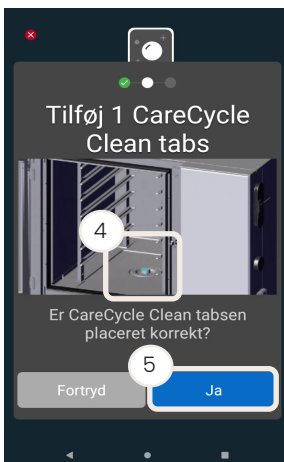 Tilføj 1 CareCycle
Clean tabs
4
Er CareCycle Clean tabsen
placeret korrekt?
5
Fortryd
Ja